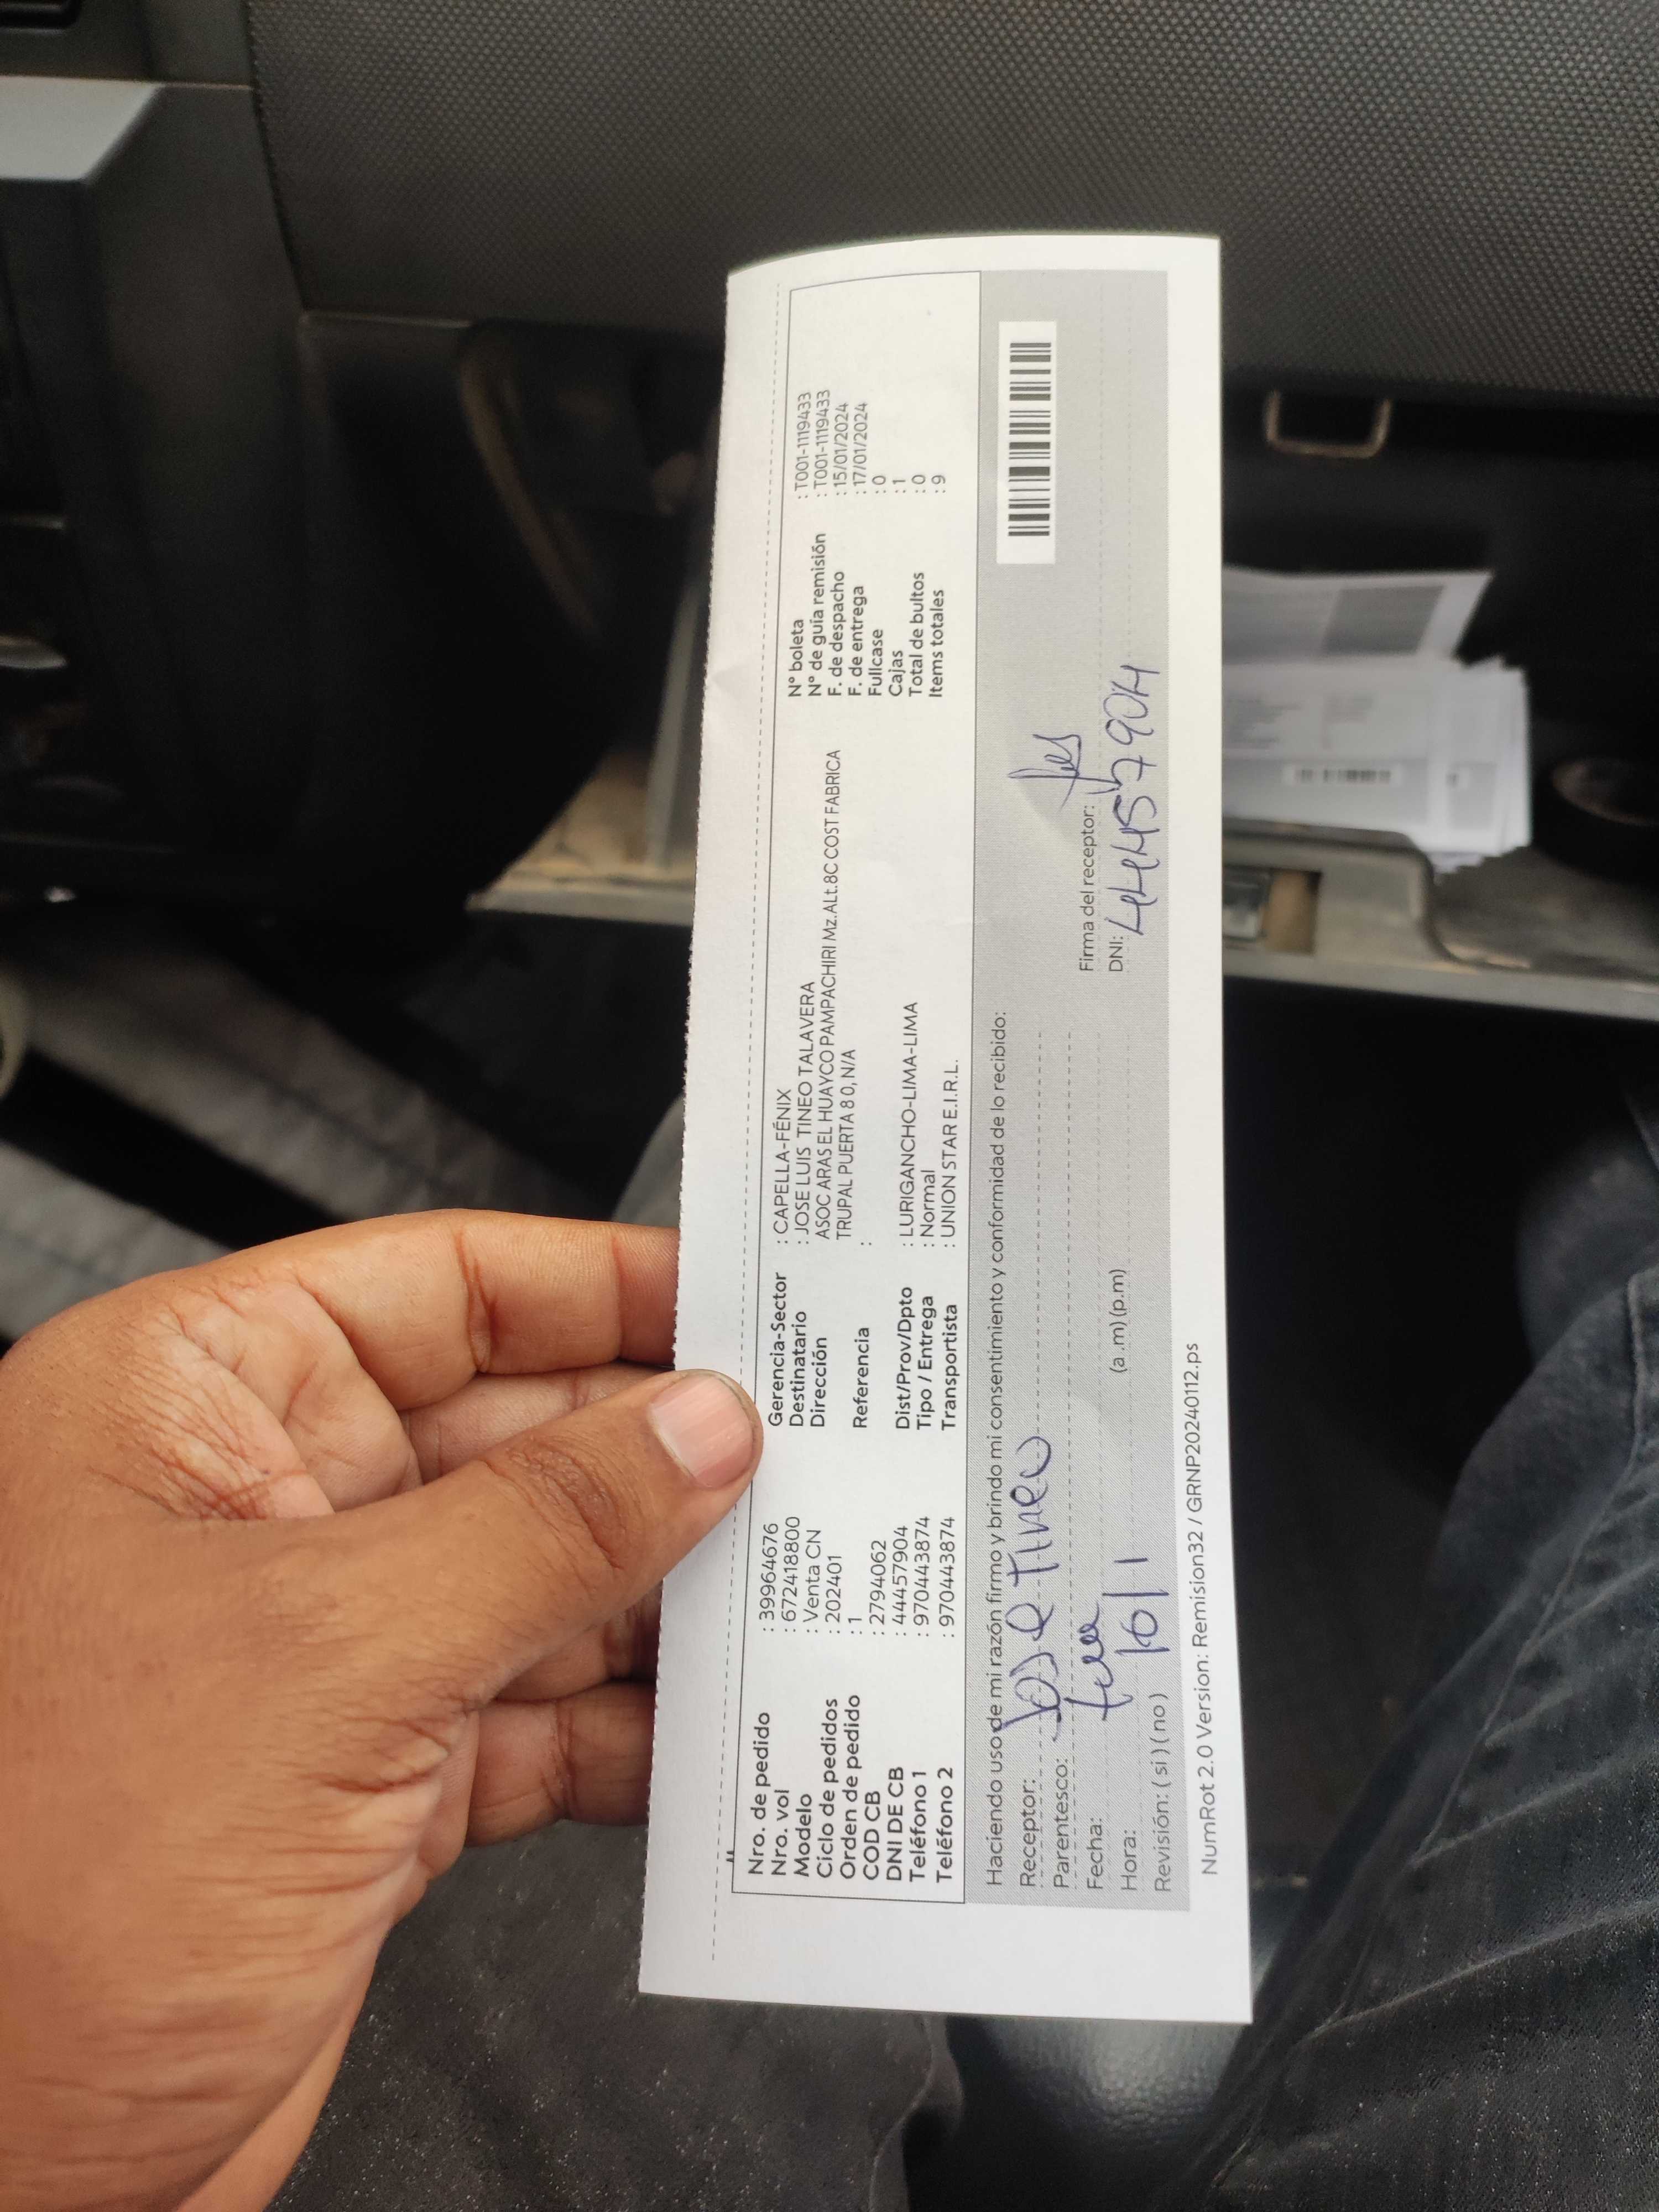 Nro. de pedido : 39964676
Nro. vol : 672418800
Modelo : Venta CN
Ciclo de pedidos : 202401
Orden de pedido : 1
COD CB : 2794062
DNI DE CB : 44457904
Teléfono 1 : 970443874
Teléfono 2 : 970443874
Gerencia-Sector : CAPELLA-FÉNIX
Destinatario : JOSE LUIS TINEO TALAVERA
Dirección ASOC ARAS EL HUAYCO PAMPACHIRI Mz.ALt.8C COST FABRICA
TRUPAL PUERTA 8 0, N/A
Referencia :
Dist/Prov/Dpto : LURIGANCHO-LIMA-LIMA
Tipo / Entrega : Normal
Transportista : UNION STAR E.I.R.L.
N° boleta : T001-1119433
N° de guía remisión : T001-1119433
F. de despacho : 15/01/2024
F. de entrega : 17/01/2024
Fullcase : 0
Cajas : 1
Total de bultos : 0
Items totales : 9
Haciendo uso de mi razón firmo y brindo mi consentimiento y conformidad de lo recibido:
Receptor: Jose Tineo
Parentesco:
Fecha:
Hora: (a .m) (p.m)
Revisión: ( si ) ( no )
Firma del receptor:
DNI: 44457904
NumRot 2.0 Version: Remision32 / GRNP20240112.ps